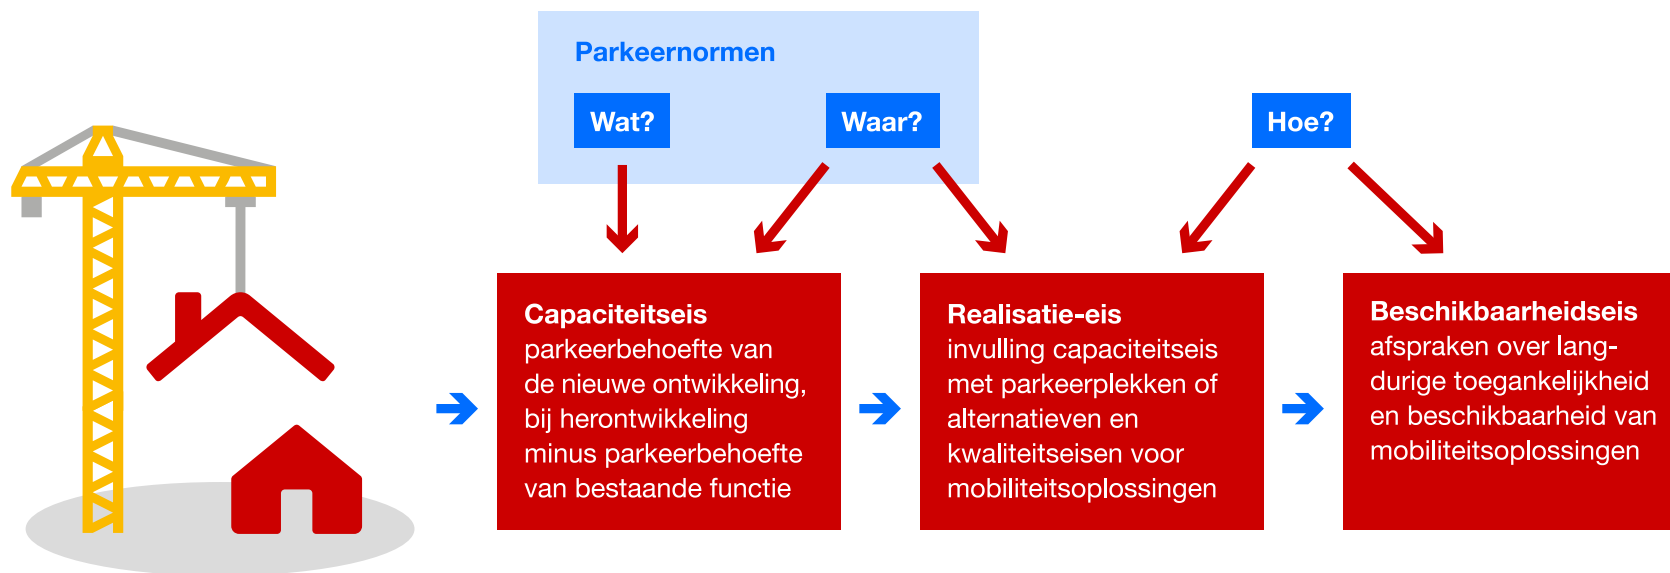 Parkeernormen
Wat?
Waar?
Hoe?
Capaciteitseis
parkeerbehoefte van
de nieuwe ontwikkeling,
bij herontwikkeling
minus parkeerbehoefte
van bestaande functie
Realisatie-eis
invulling capaciteitseis
met parkeerplekken of
alternatieven en
kwaliteitseisen voor
mobiliteitsoplossingen
Beschikbaarheidseis
afspraken over lang-
durige toegankelijkheid
en beschikbaarheid van
mobiliteitsoplossingen